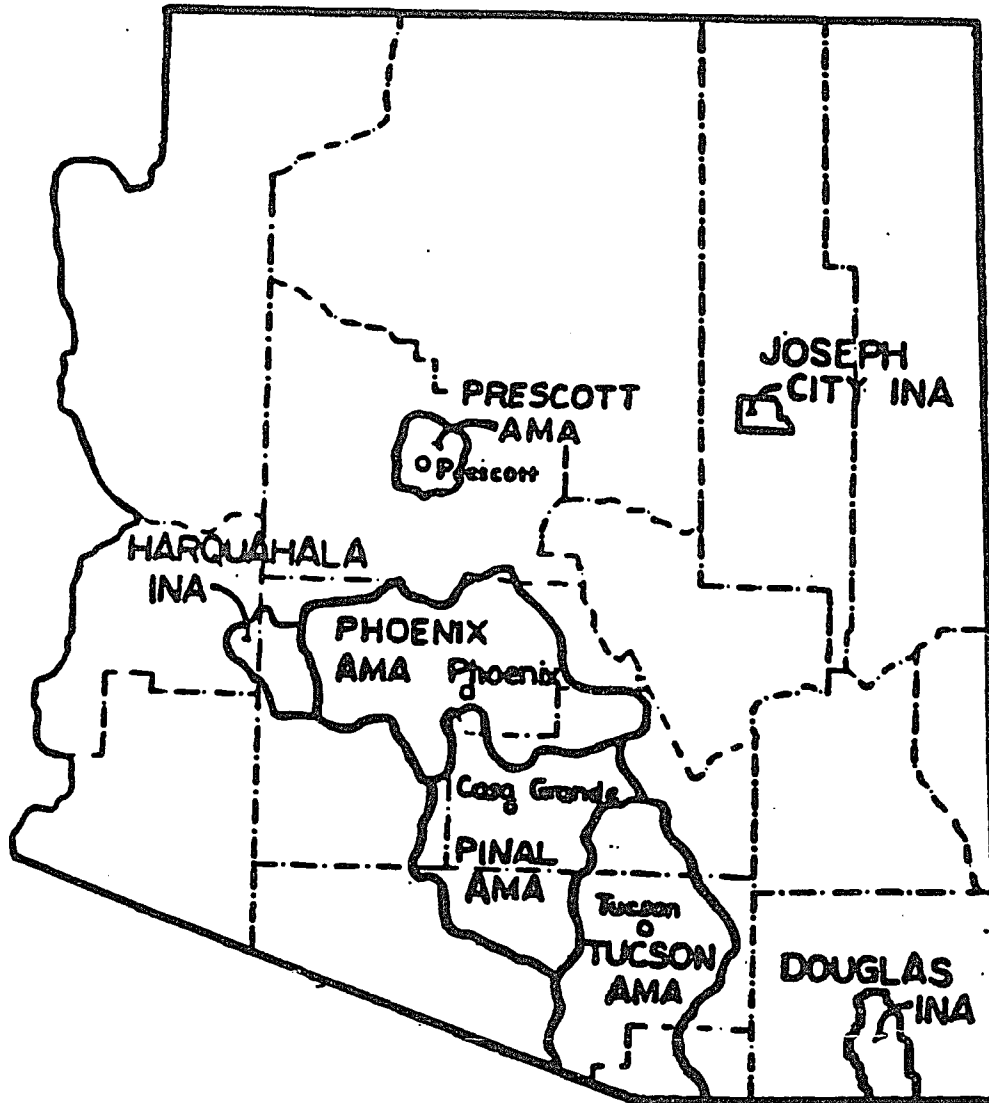 JOSEPH
CITY INA
PRESCOTT
AMA
Prescott
HARQUAHALA
INA
PHOENIX
AMA
Phoenix
Casa Grande
PINAL
AMA
Tucson
TUCSON
AMA
DOUGLAS
INA